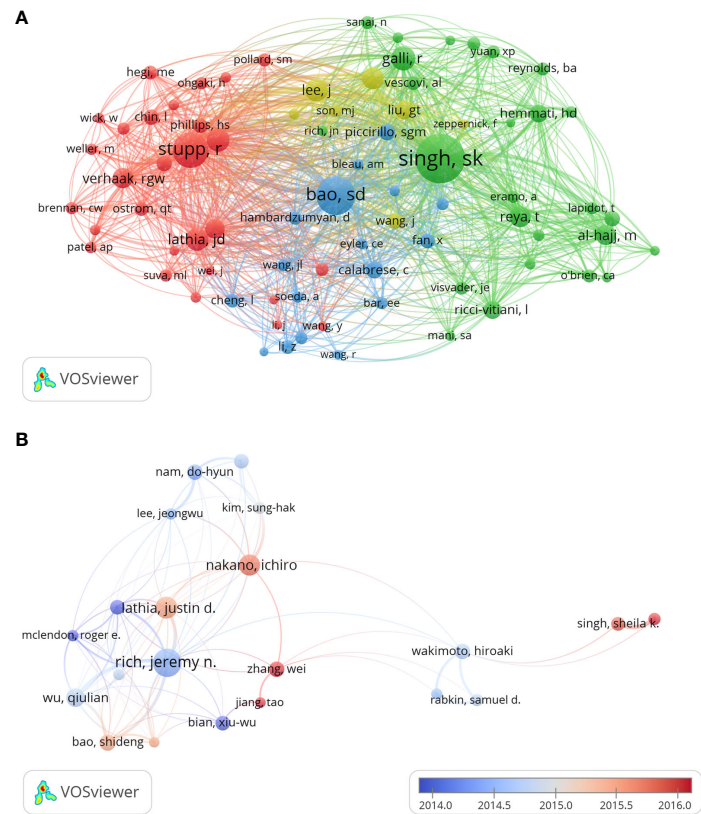 A
sanai, n
galli, r
yuan, xp
pollard, sm
reynolds, ba
hegi, me
ohgaki, h
vescovi, al
lee, j
wick, w
chin, l
son, mj
liu, gt
hemmati, hd
phillips, hs
rich, jn
piccirillo, sgm
zeppernick, f
weller, m
stupp, r
singh, sk
bleau, am
verhaak, rgw
bao, sd
eramo, a
brennan, cw
ostrom, qt
hambardzumyan, d
wang, j
reya, t
lapidot, t
patel, ap
lathia, jd
eyler, ce
fan, x
al-hajj, m
suva, ml
wei, j
wang, jl
calabrese, c
o'brien, ca
visvader, je
cheng, l
soeda, a
bar, ee
ricci-vitiani, l
li, j
wang, y
mani, sa
li, z
wang, r
VOSviewer
B
nam, do-hyun
lee, jeongwu
kim, sung-hak
nakano, ichiro
lathia, justin d.
mclendon, roger e.
singh, sheila k.
wakimoto, hiroaki
rich, jeremy n.
zhang, wei
wu, qiulian
jiang, tao
rabkin, samuel d.
bian, xiu-wu
bao, shideng
VOSviewer
2014.0 2014.5 2015.0 2015.5 2016.0